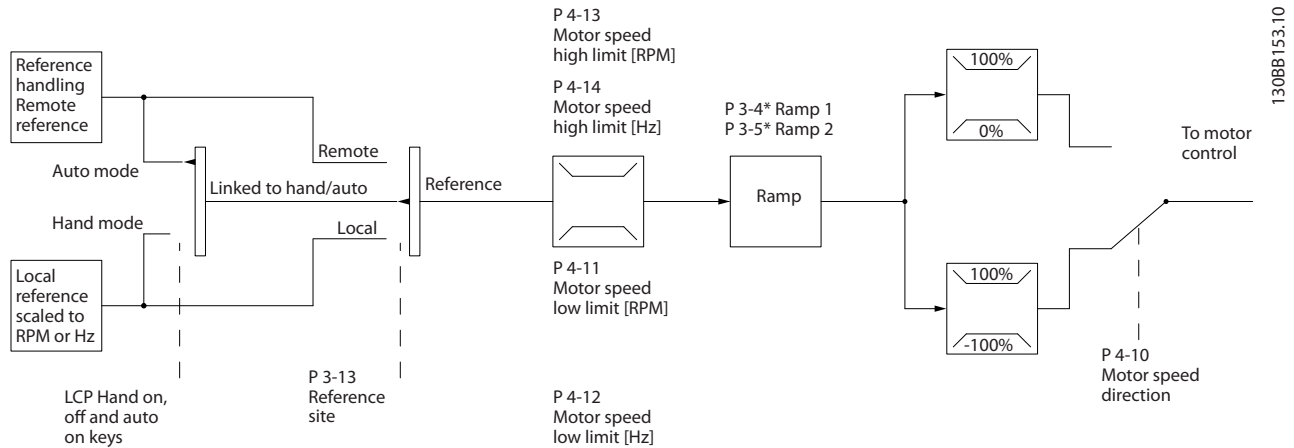 P 4-13
Motor speed
high limit [RPM]
P 4-14
Motor speed
high limit [Hz]
Reference
handling
Remote
reference
Auto mode
Hand mode
Local
reference
scaled to
RPM or Hz
LCP Hand on,
off and auto
on keys
Linked to hand/auto
Remote
Local
P 3-13
Reference
site
Reference
P 4-11
Motor speed
low limit [RPM]
P 4-12
Motor speed
low limit [Hz]
P 3-4* Ramp 1
P 3-5* Ramp 2
Ramp
100%
0%
100%
-100%
To motor
control
P 4-10
Motor speed
direction
130BB153.10